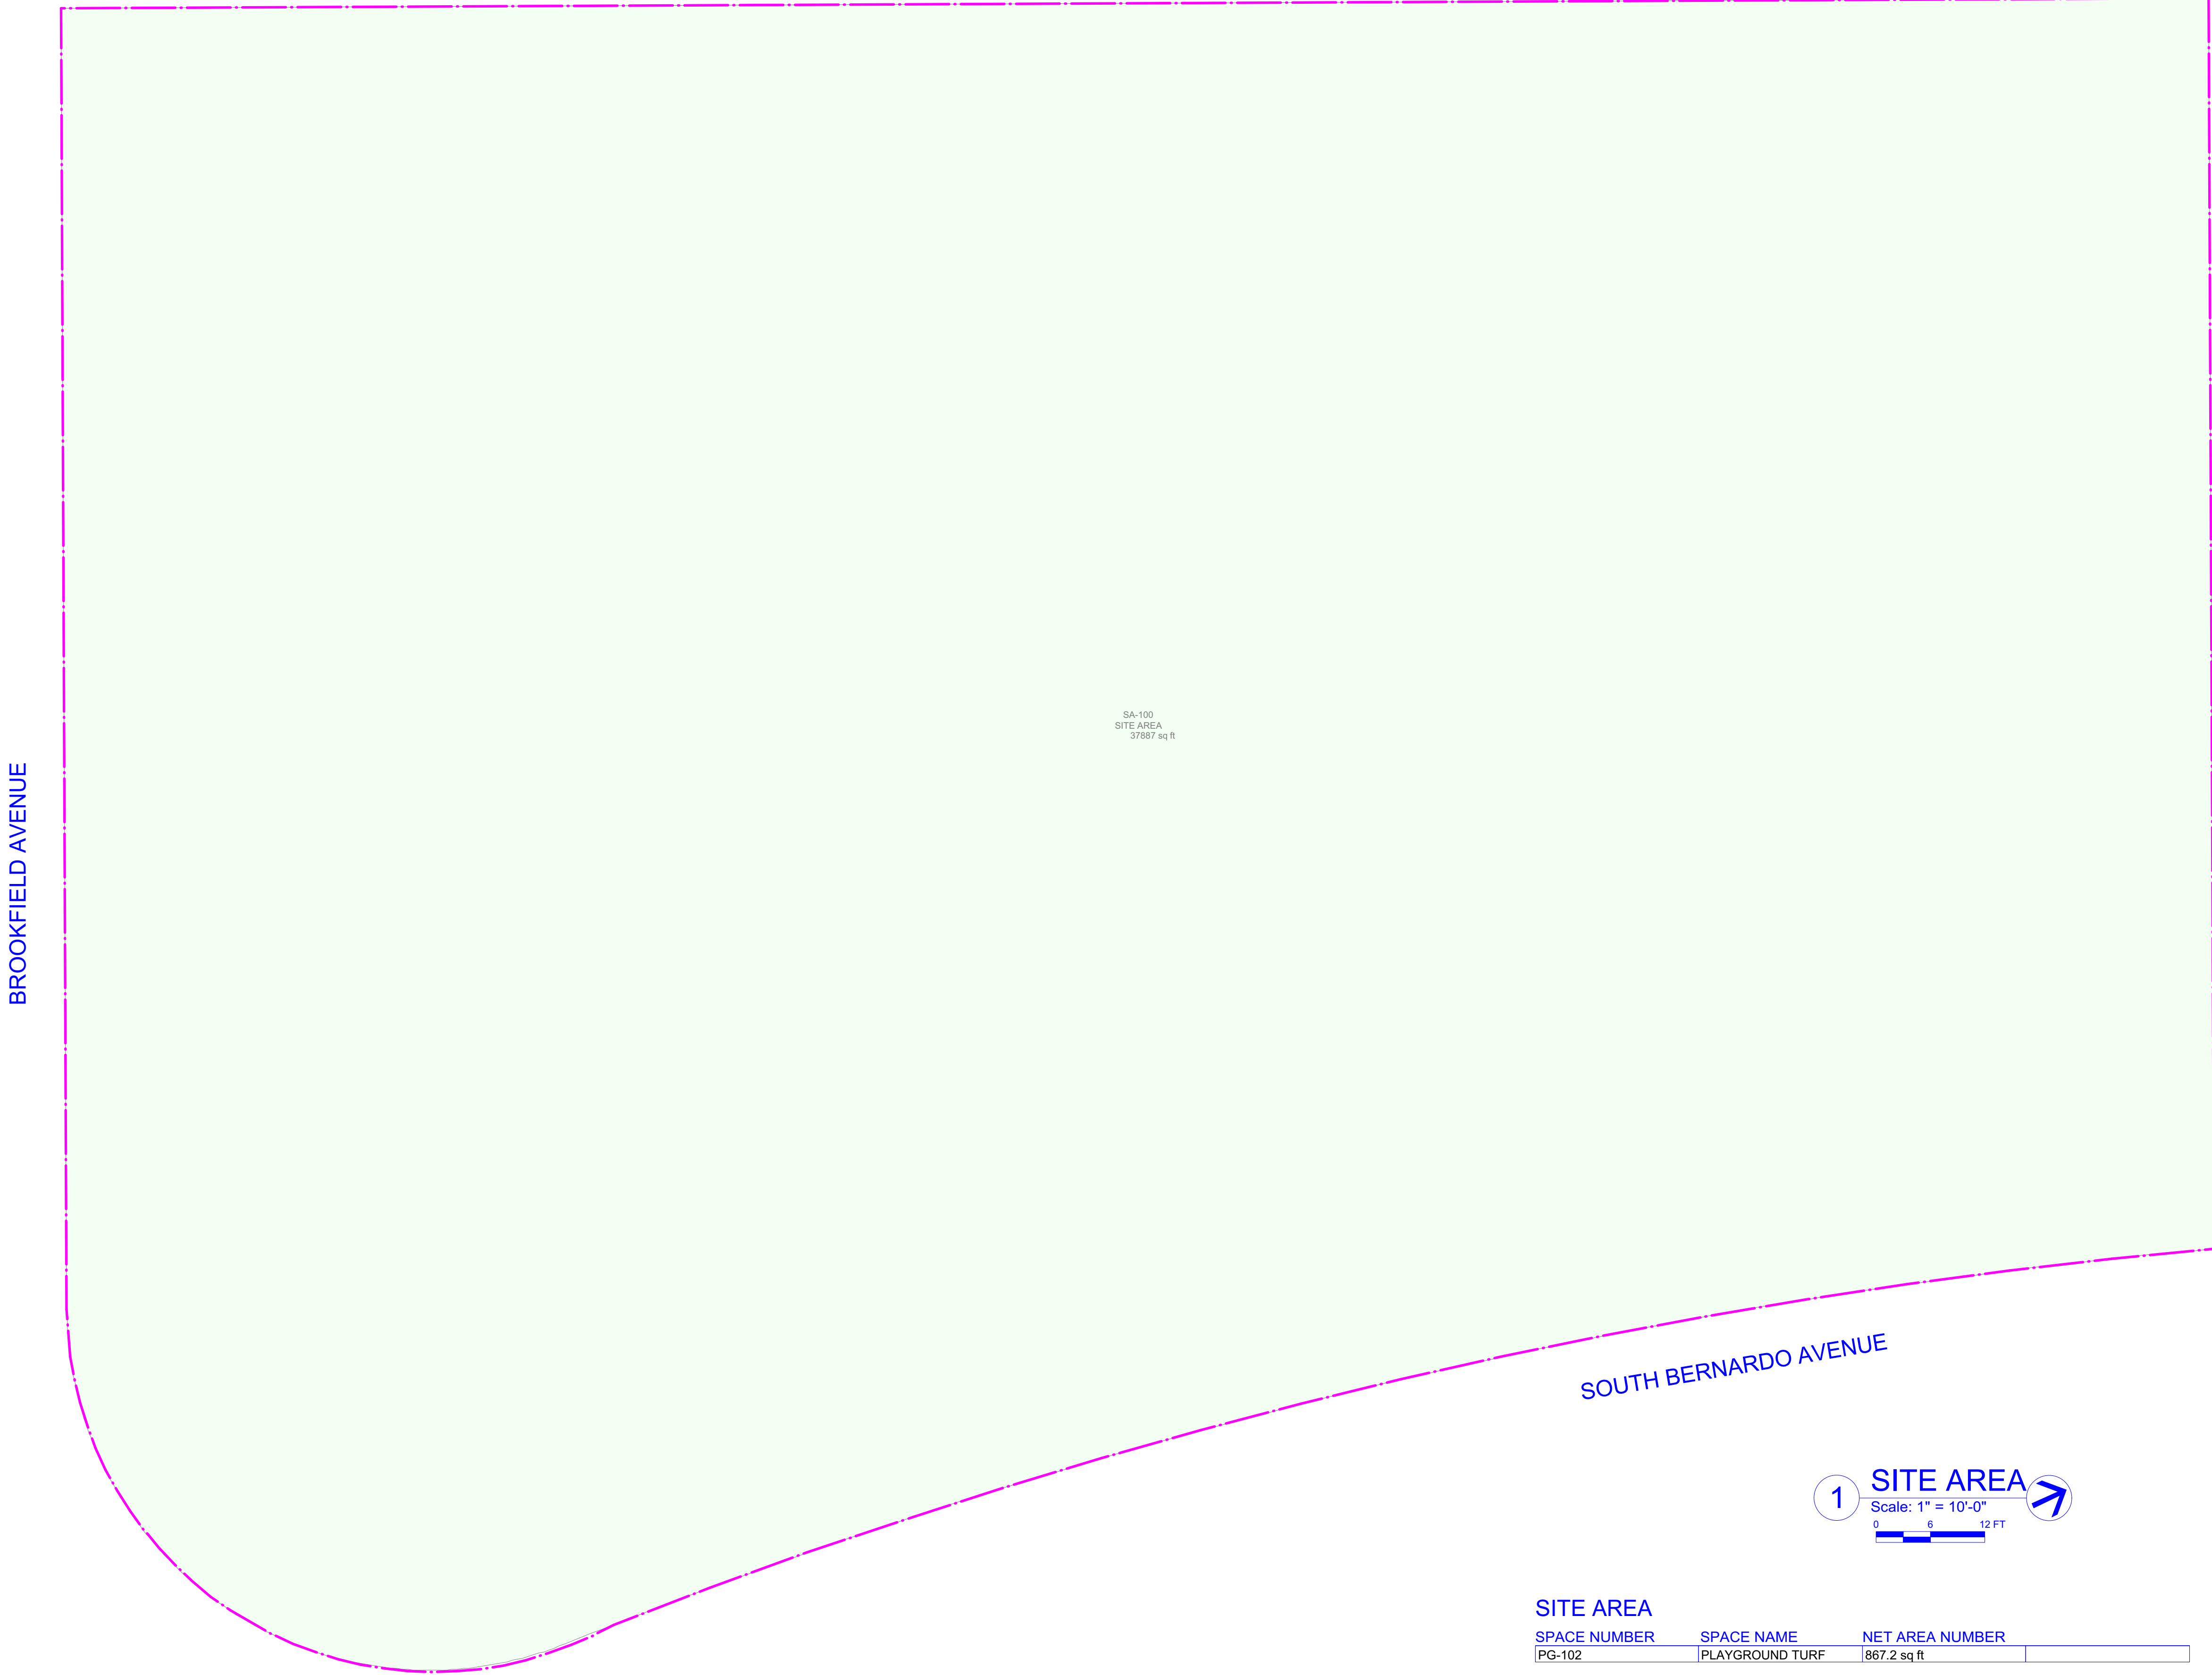 SA-100
SITE AREA
37887 sq ft
BROOKFIELD AVENUE
SOUTH BERNARDO AVENUE
1
SITE AREA
Scale: 1" = 10'-0"
0 6 12 FT
SITE AREA
SPACE NUMBER SPACE NAME NET AREA NUMBER
PG-102 PLAYGROUND TURF 867.2 sq ft